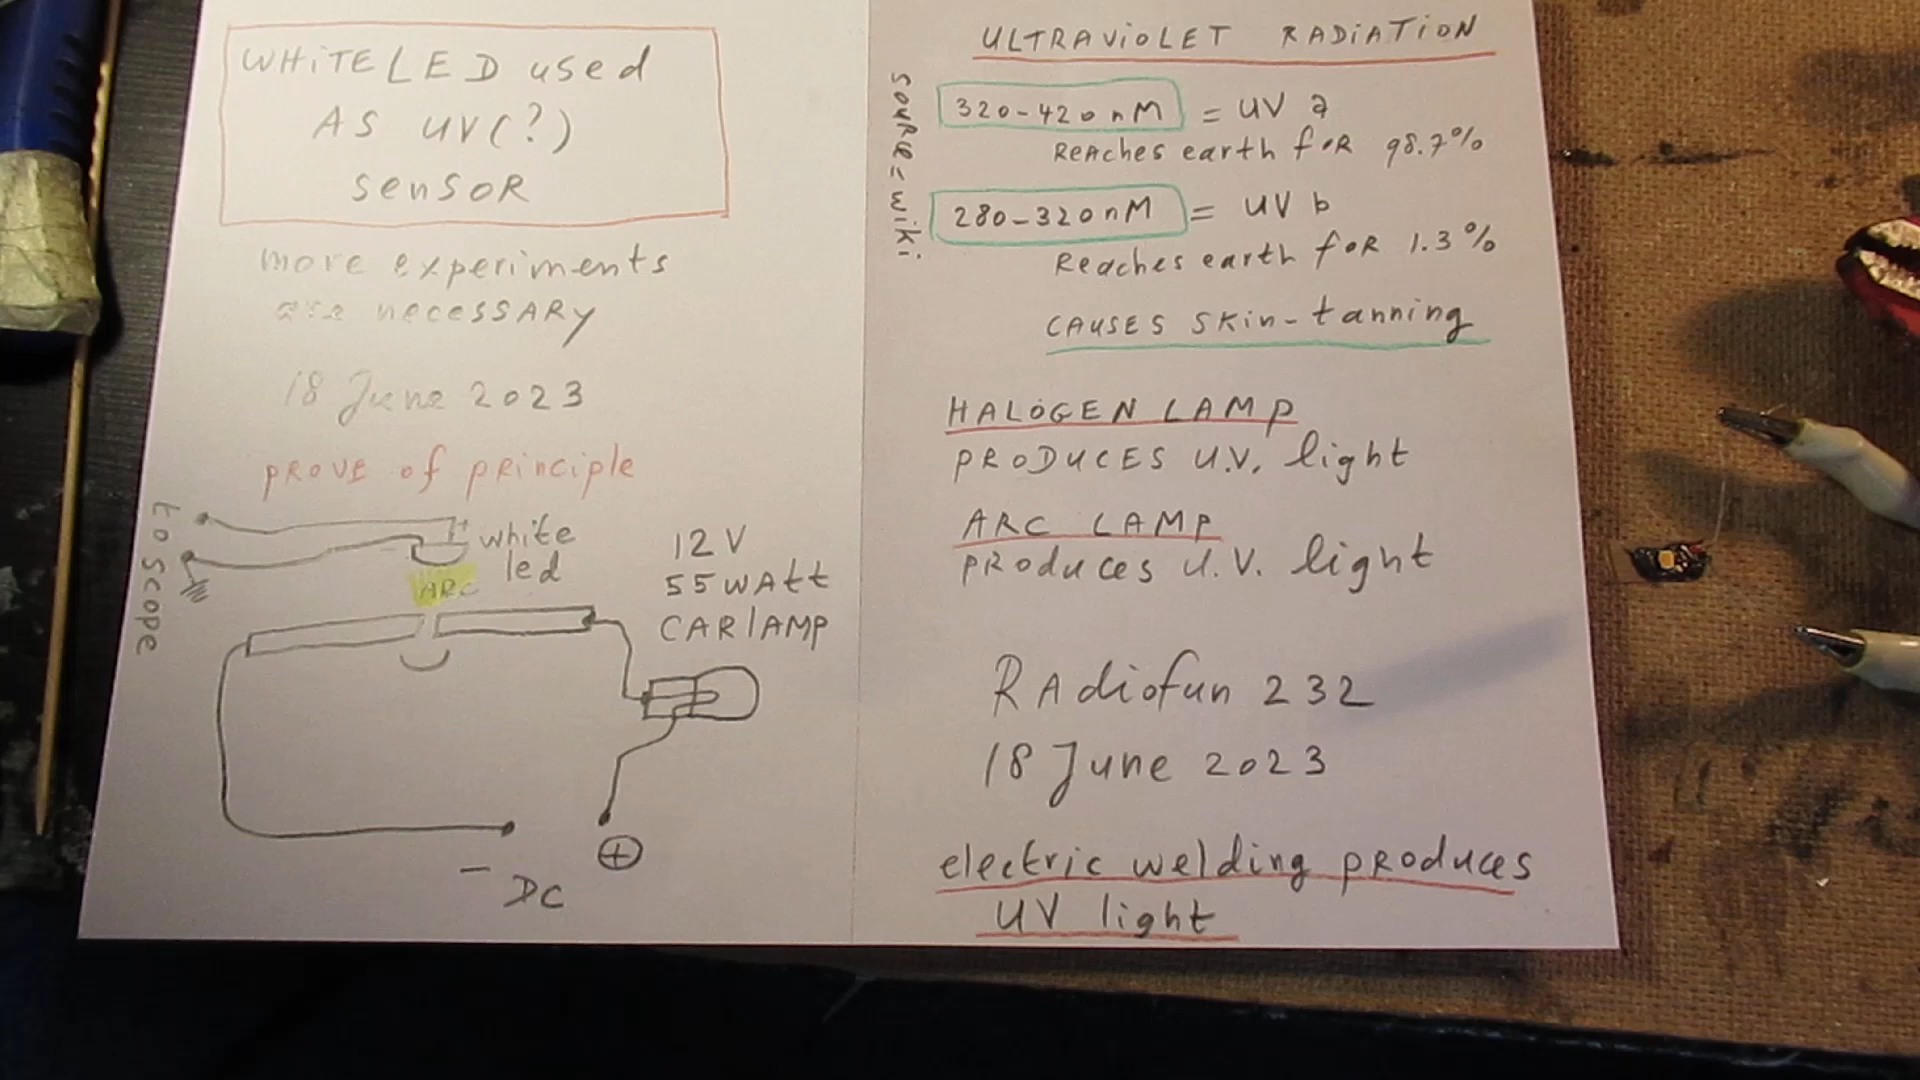 WHiTE LED used
AS UV(?)
sensoR
more experiments
are necessARy
18 June 2023
PROVE of PRinciple
to scope
white
led
ARC
12 V
55 WAtt
CAR lAMP
+
-
DC
+
ULTRAViOLET RADiATiON
source = wiki
320-420 nM = UV a
ReAches earth foR 98.7%
280-320 nM = UV b
Reaches earth foR 1.3%
CAUSES Skin-tanning
HALOGEN LAMP
PRODUCES U.V. light
ARC LAMP
PRoduces U.V. light
RAdiofun 232
18 June 2023
electric welding PRoduces
UV light